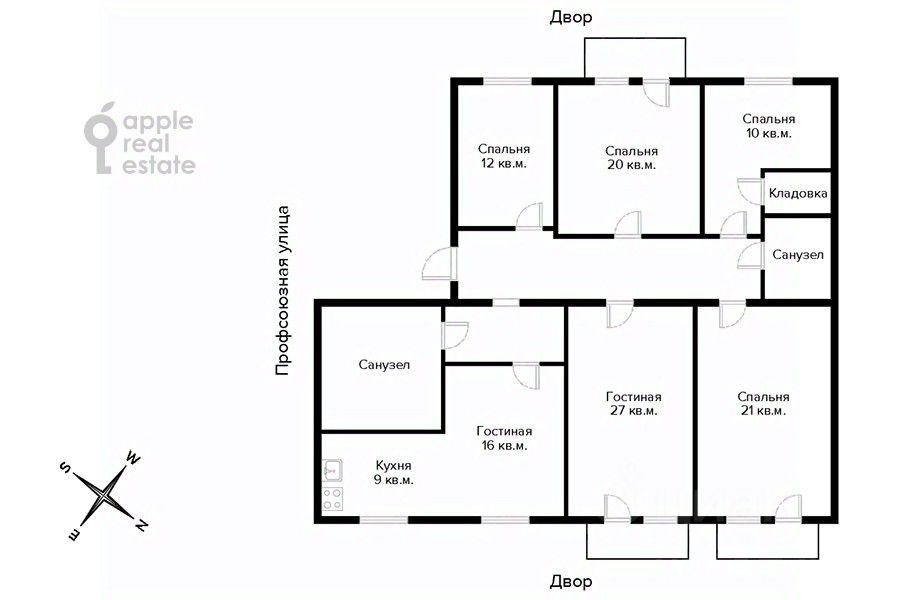 Двор
apple
real
estate
Спальня
12 кв.м.
Спальня
20 кв.м.
Спальня
10 кв.м.
Кладовка
Санузел
Профсоюзная улица
Санузел
Гостиная
16 кв.м.
Кухня
9 кв.м.
Гостиная
27 кв.м.
Спальня
21 кв.м.
S
W
E
N
Двор